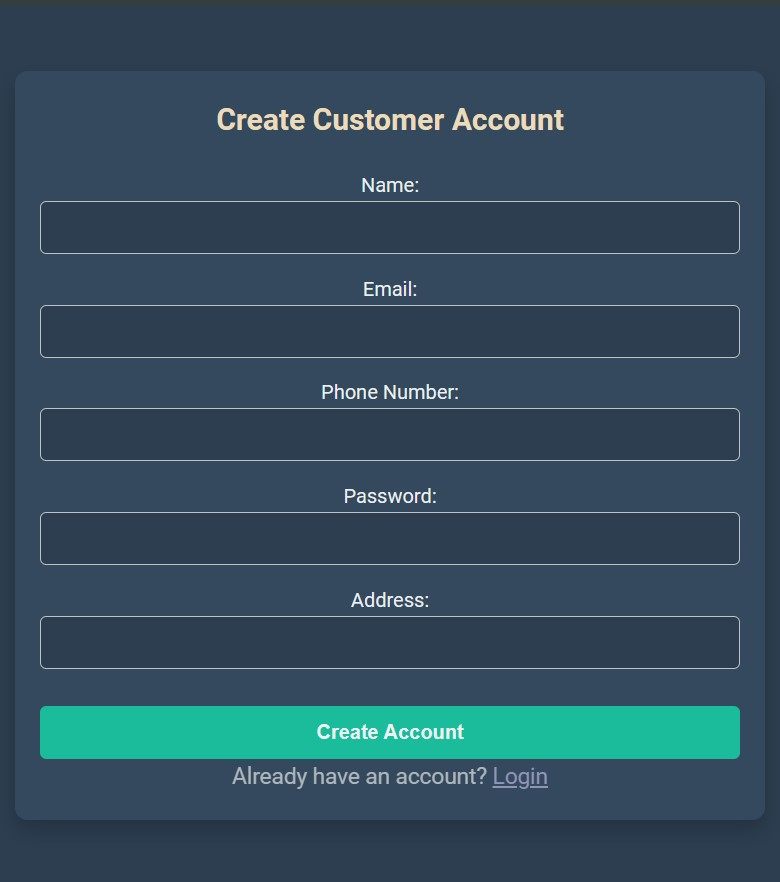 Create Customer Account
Name:
Email:
Phone Number:
Password:
Address:
Create Account
Already have an account? Login